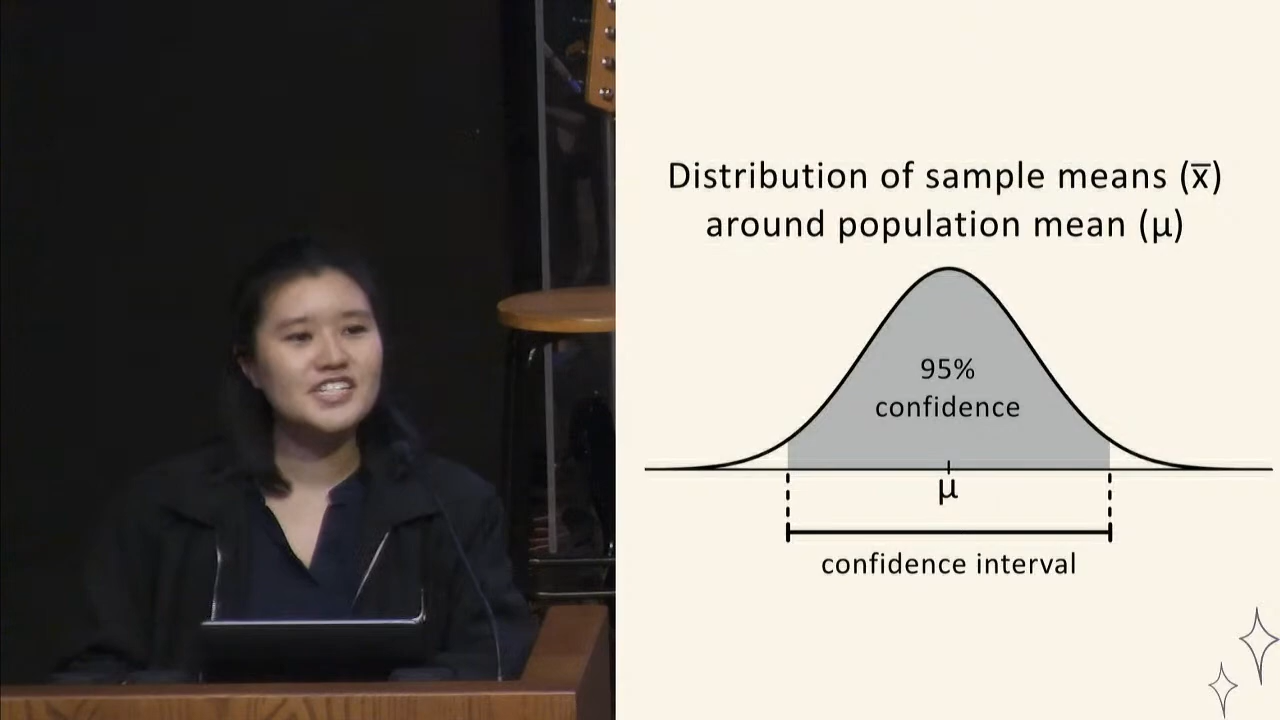 Distribution of sample means (x̅)
around population mean (μ)
95%
confidence
μ
confidence interval